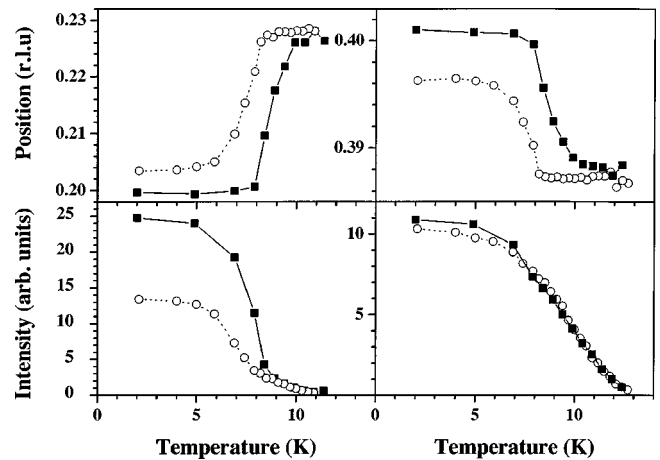 0.23
0.22
0.21
0.20
Position (r.l.u)
0.40
0.39
25
20
15
10
5
0
Intensity (arb. units)
10
5
0
0 5 10
0 5 10
Temperature (K)
Temperature (K)